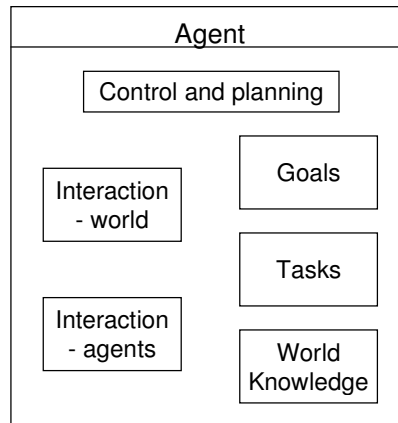 Agent
Control and planning
Interaction
- world
Goals
Tasks
Interaction
- agents
World
Knowledge